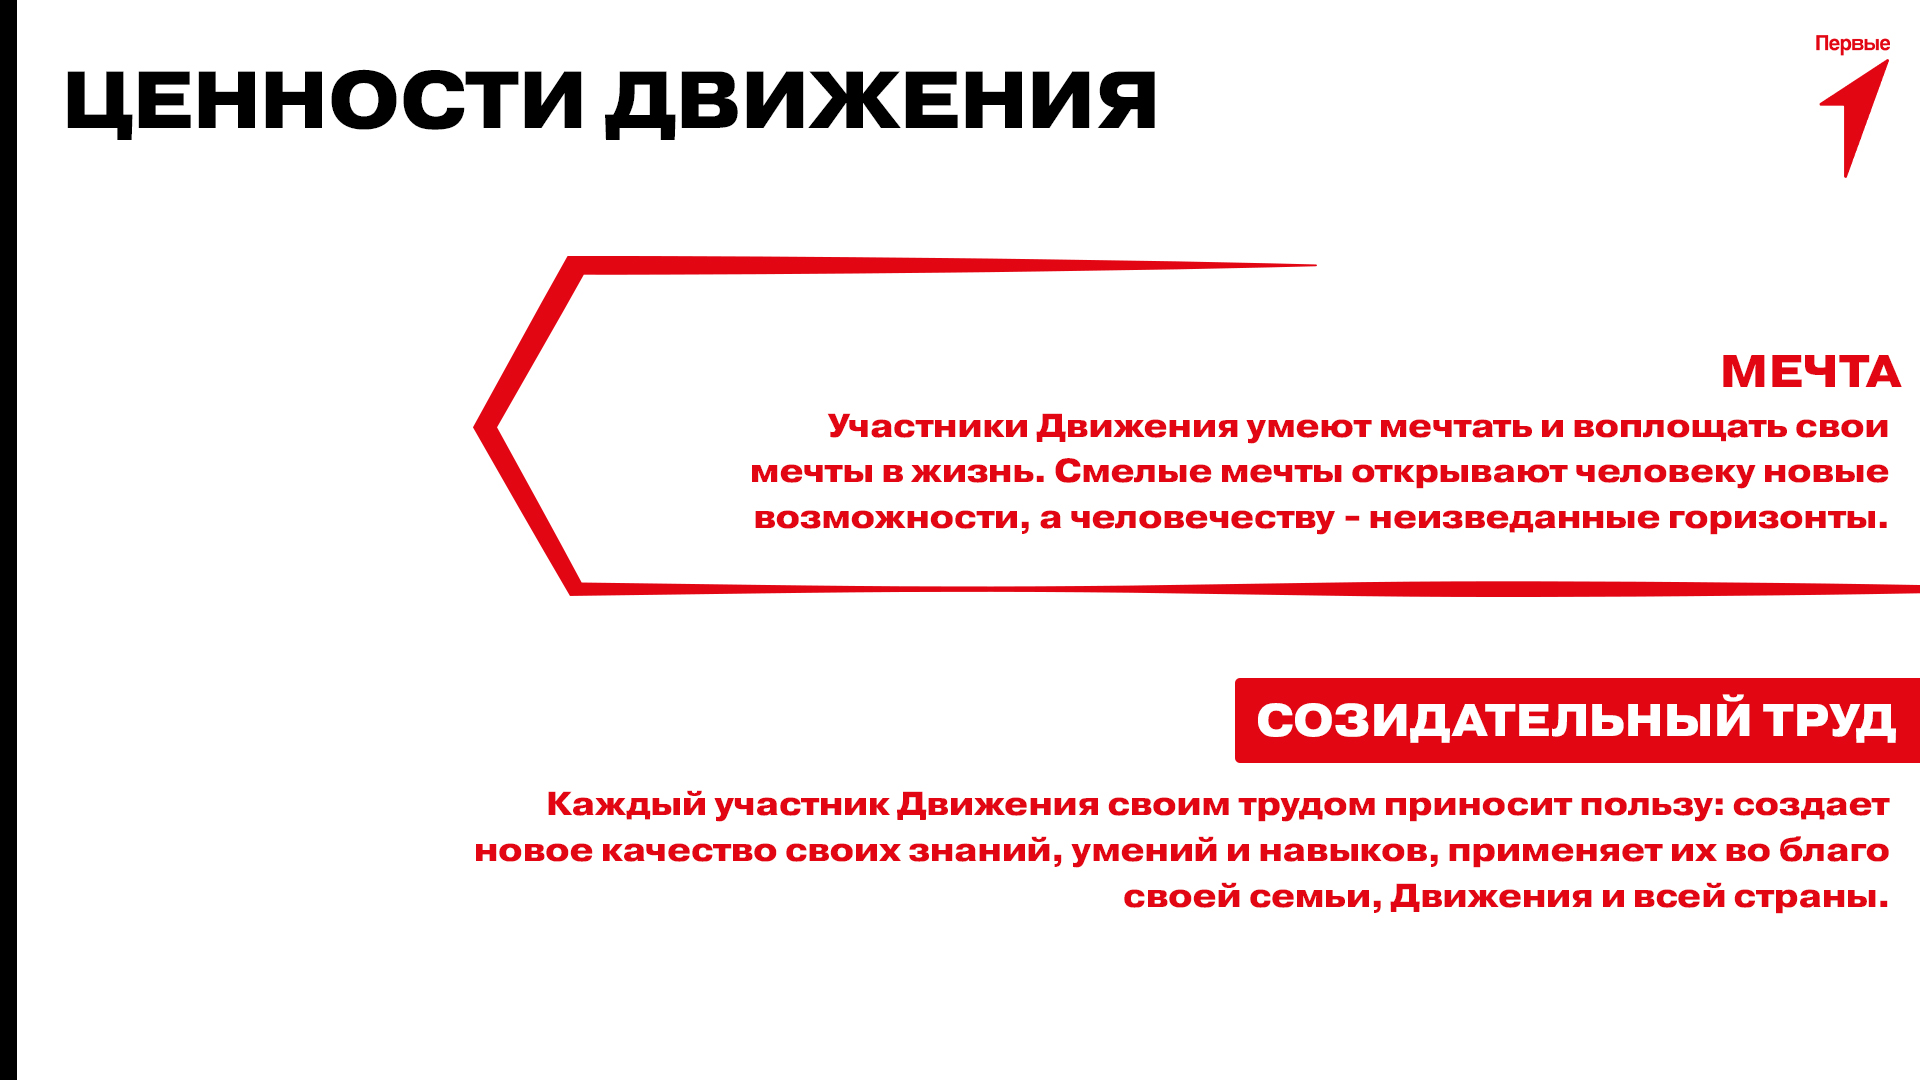 ЦЕННОСТИ ДВИЖЕНИЯ
Первые
МЕЧТА
Участники Движения умеют мечтать и воплощать свои
мечты в жизнь. Смелые мечты открывают человеку новые
возможности, а человечеству - неизведанные горизонты.
СОЗИДАТЕЛЬНЫЙ ТРУД
Каждый участник Движения своим трудом приносит пользу: создает
новое качество своих знаний, умений и навыков, применяет их во благо
своей семьи, Движения и всей страны.